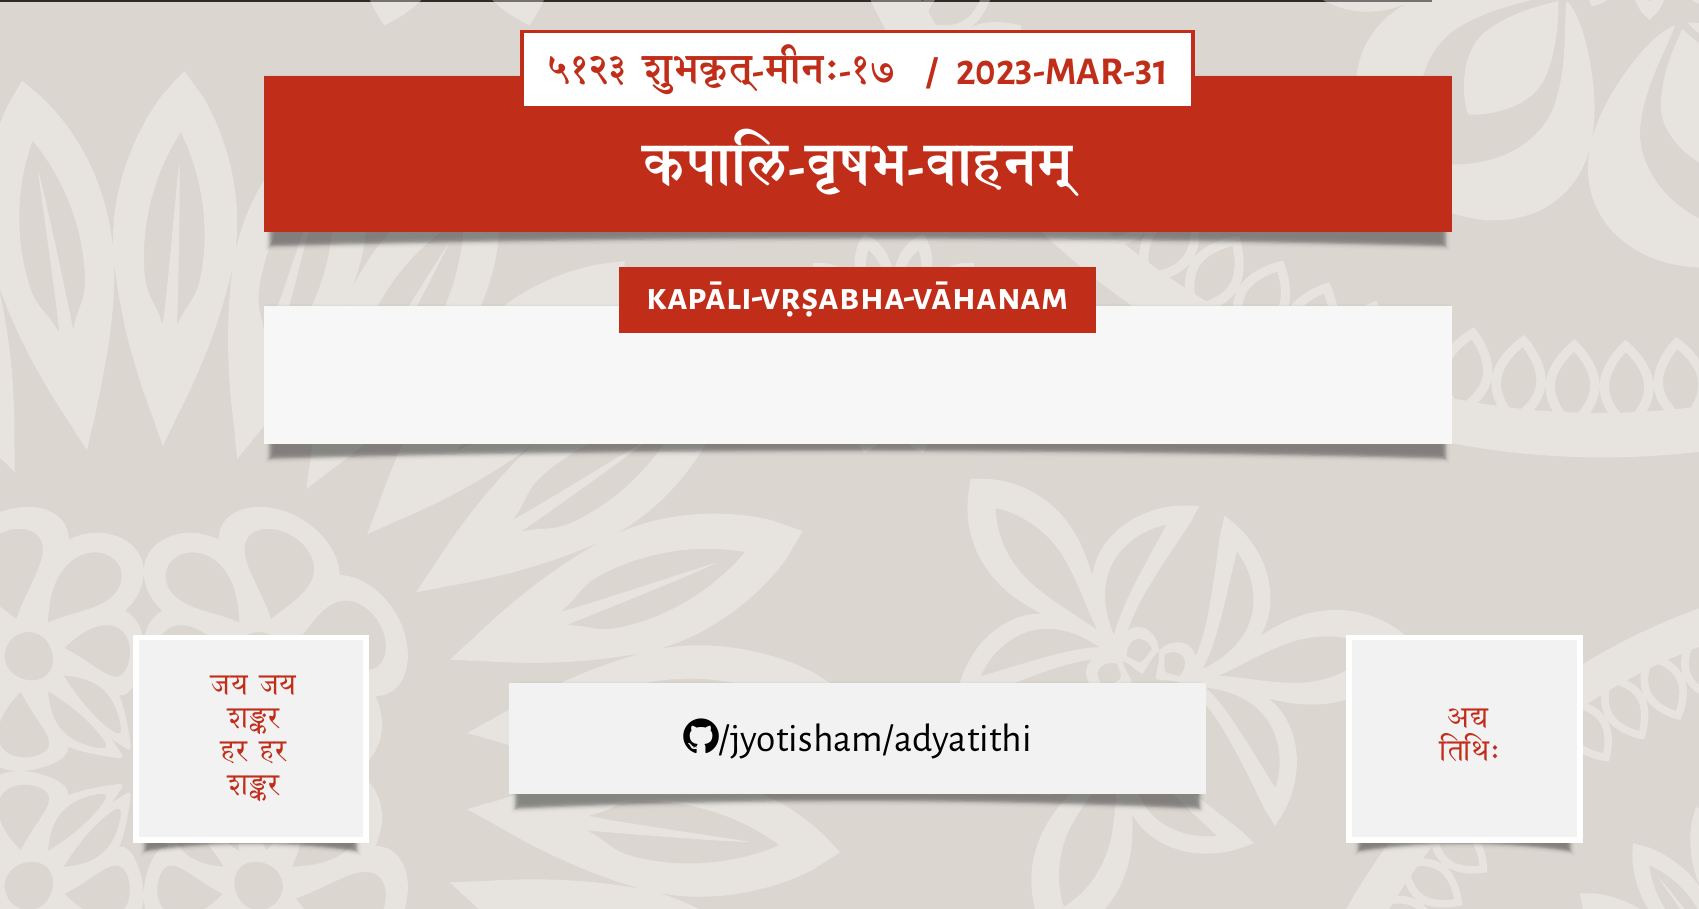 ५१२३ शुभकृत्-मीनः-१७ / 2023-MAR-31
कपालि-वृषभ-वाहनम्
KAPĀLI-VṚṢABHA-VĀHANAM
जय जय
शङ्कर
हर हर
शङ्कर
/jyotisham/adyatithi
अद्य
तिथिः